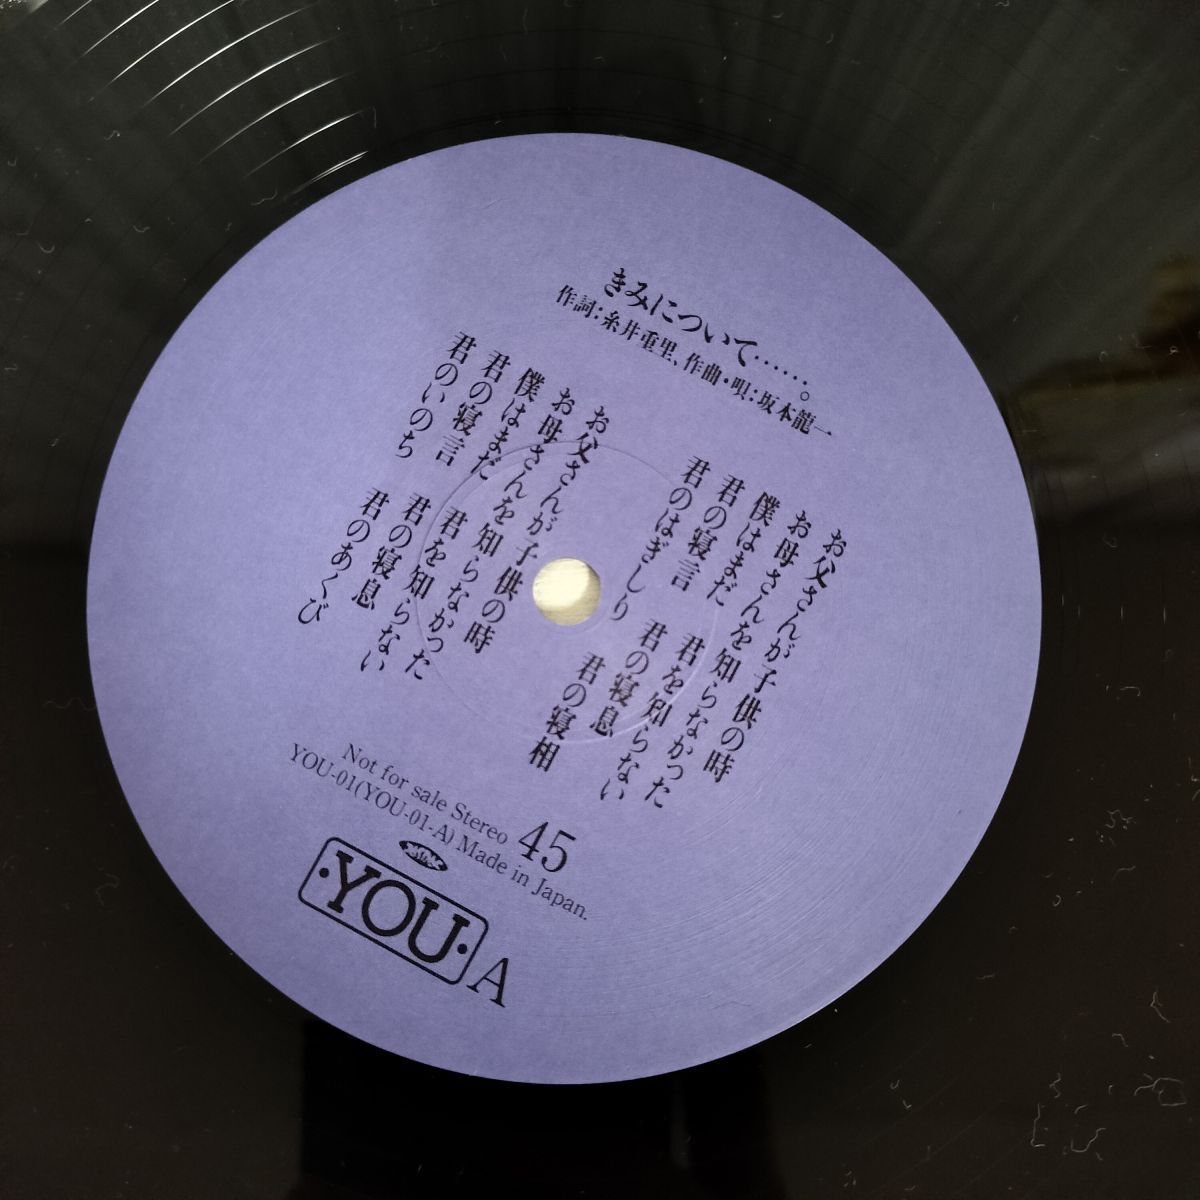 きみについて……。
作詞:糸井重里、作曲・唄:坂本龍一
お父さんが子供の時
お母さんを知らなかった
僕はまだ 君を知らない
君の寝言 君の寝息
君のはぎしり 君の寝相
お父さんが子供の時
お母さんを知らなかった
僕はまだ 君を知らない
君の寝言 君の寝息
君のいのち 君のあくび
Not for sale Stereo 45
YOU-01(YOU-01-A) Made in Japan.
・YOU・ A